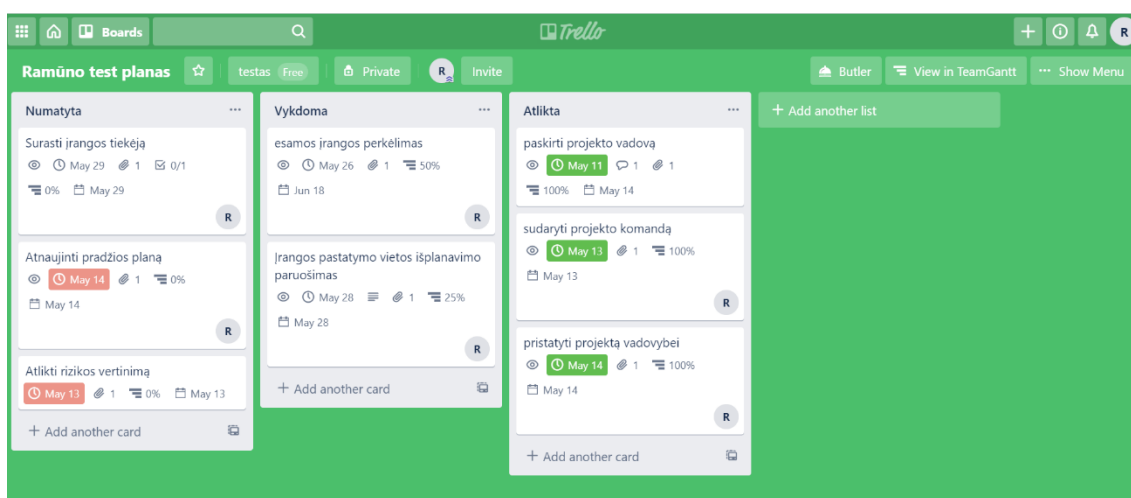 Boards
Trello
R
Ramūno test planas
testas Free
Private
R
Invite
Butler
View in TeamGantt
Show Menu
Numatyta
Surasti įrangos tiekėją
May 29 1 0/1
0% May 29
R
Atnaujinti pradžios planą
May 14 1 0%
May 14
R
Atlikti rizikos vertinimą
May 13 1 0% May 13
+ Add another card
Vykdoma
esamos įrangos perkėlimas
May 26 1 50%
Jun 18
R
Įrangos pastatymo vietos išplanavimo
paruošimas
May 28 1 25%
May 28
R
+ Add another card
Atlikta
paskirti projekto vadovą
May 11 1 1
100% May 14
sudaryti projekto komandą
May 13 1 100%
May 13
R
pristatyti projektą vadovybei
May 14 1 100%
May 14
R
+ Add another card
+ Add another list